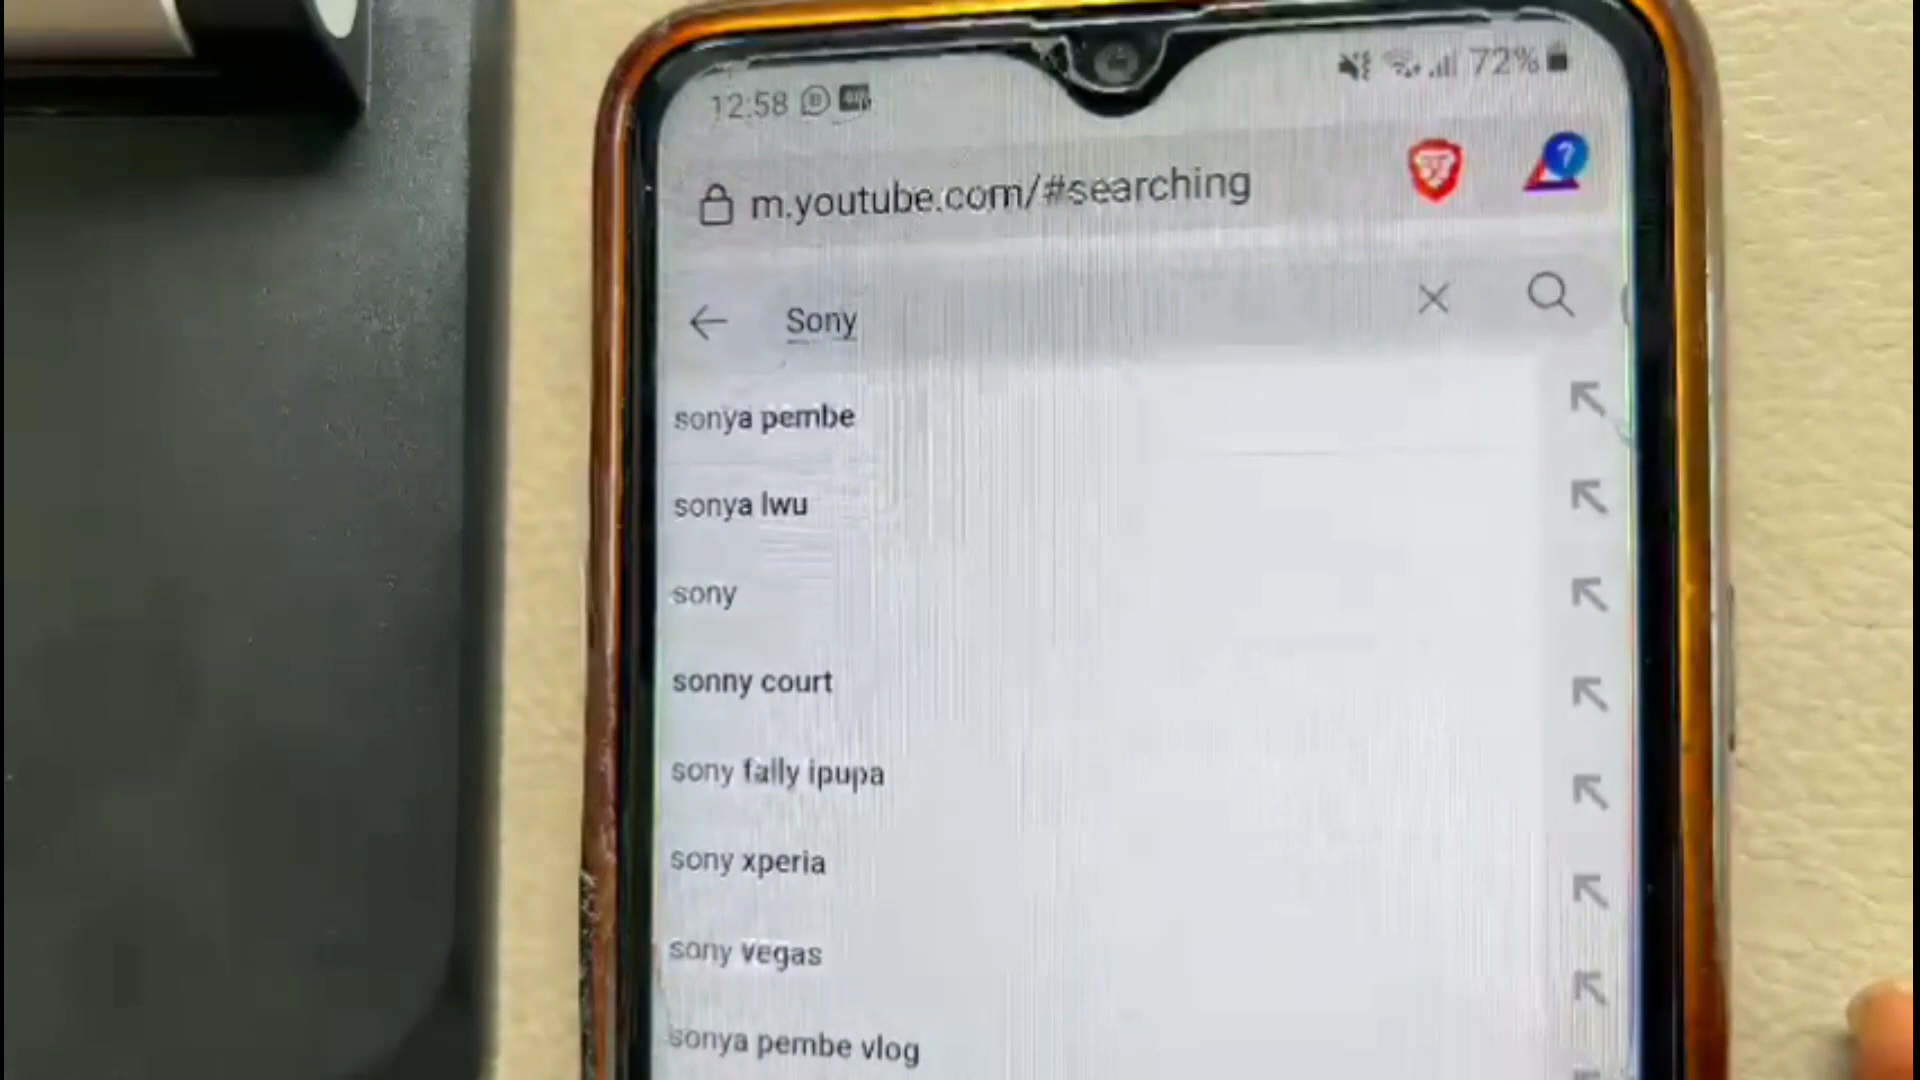 12:58
72%
m.youtube.com/#searching
7
Sony
sonya pembe
sonya lwu
sony
sonny court
sony fally ipupa
sony xperia
sony vegas
sonya pembe vlog